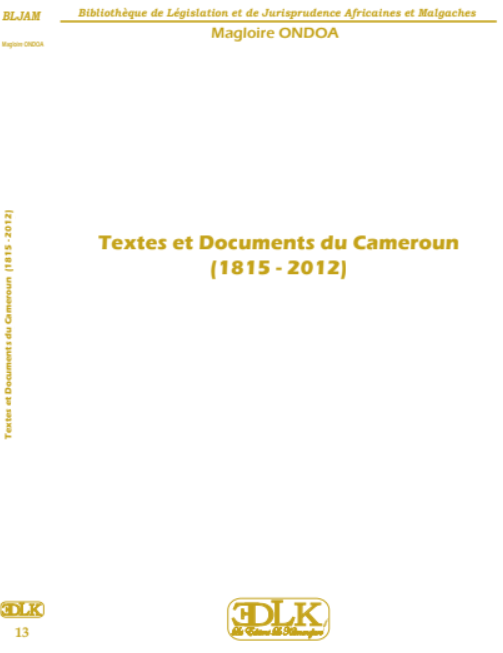 BLJAM
Magloire ONDOA
Textes et Documents du Cameroun (1815 - 2012)
13
Bibliothèque de Législation et de Jurisprudence Africaines et Malgaches
Magloire ONDOA
Textes et Documents du Cameroun
(1815 - 2012)
EDLK
EDLK